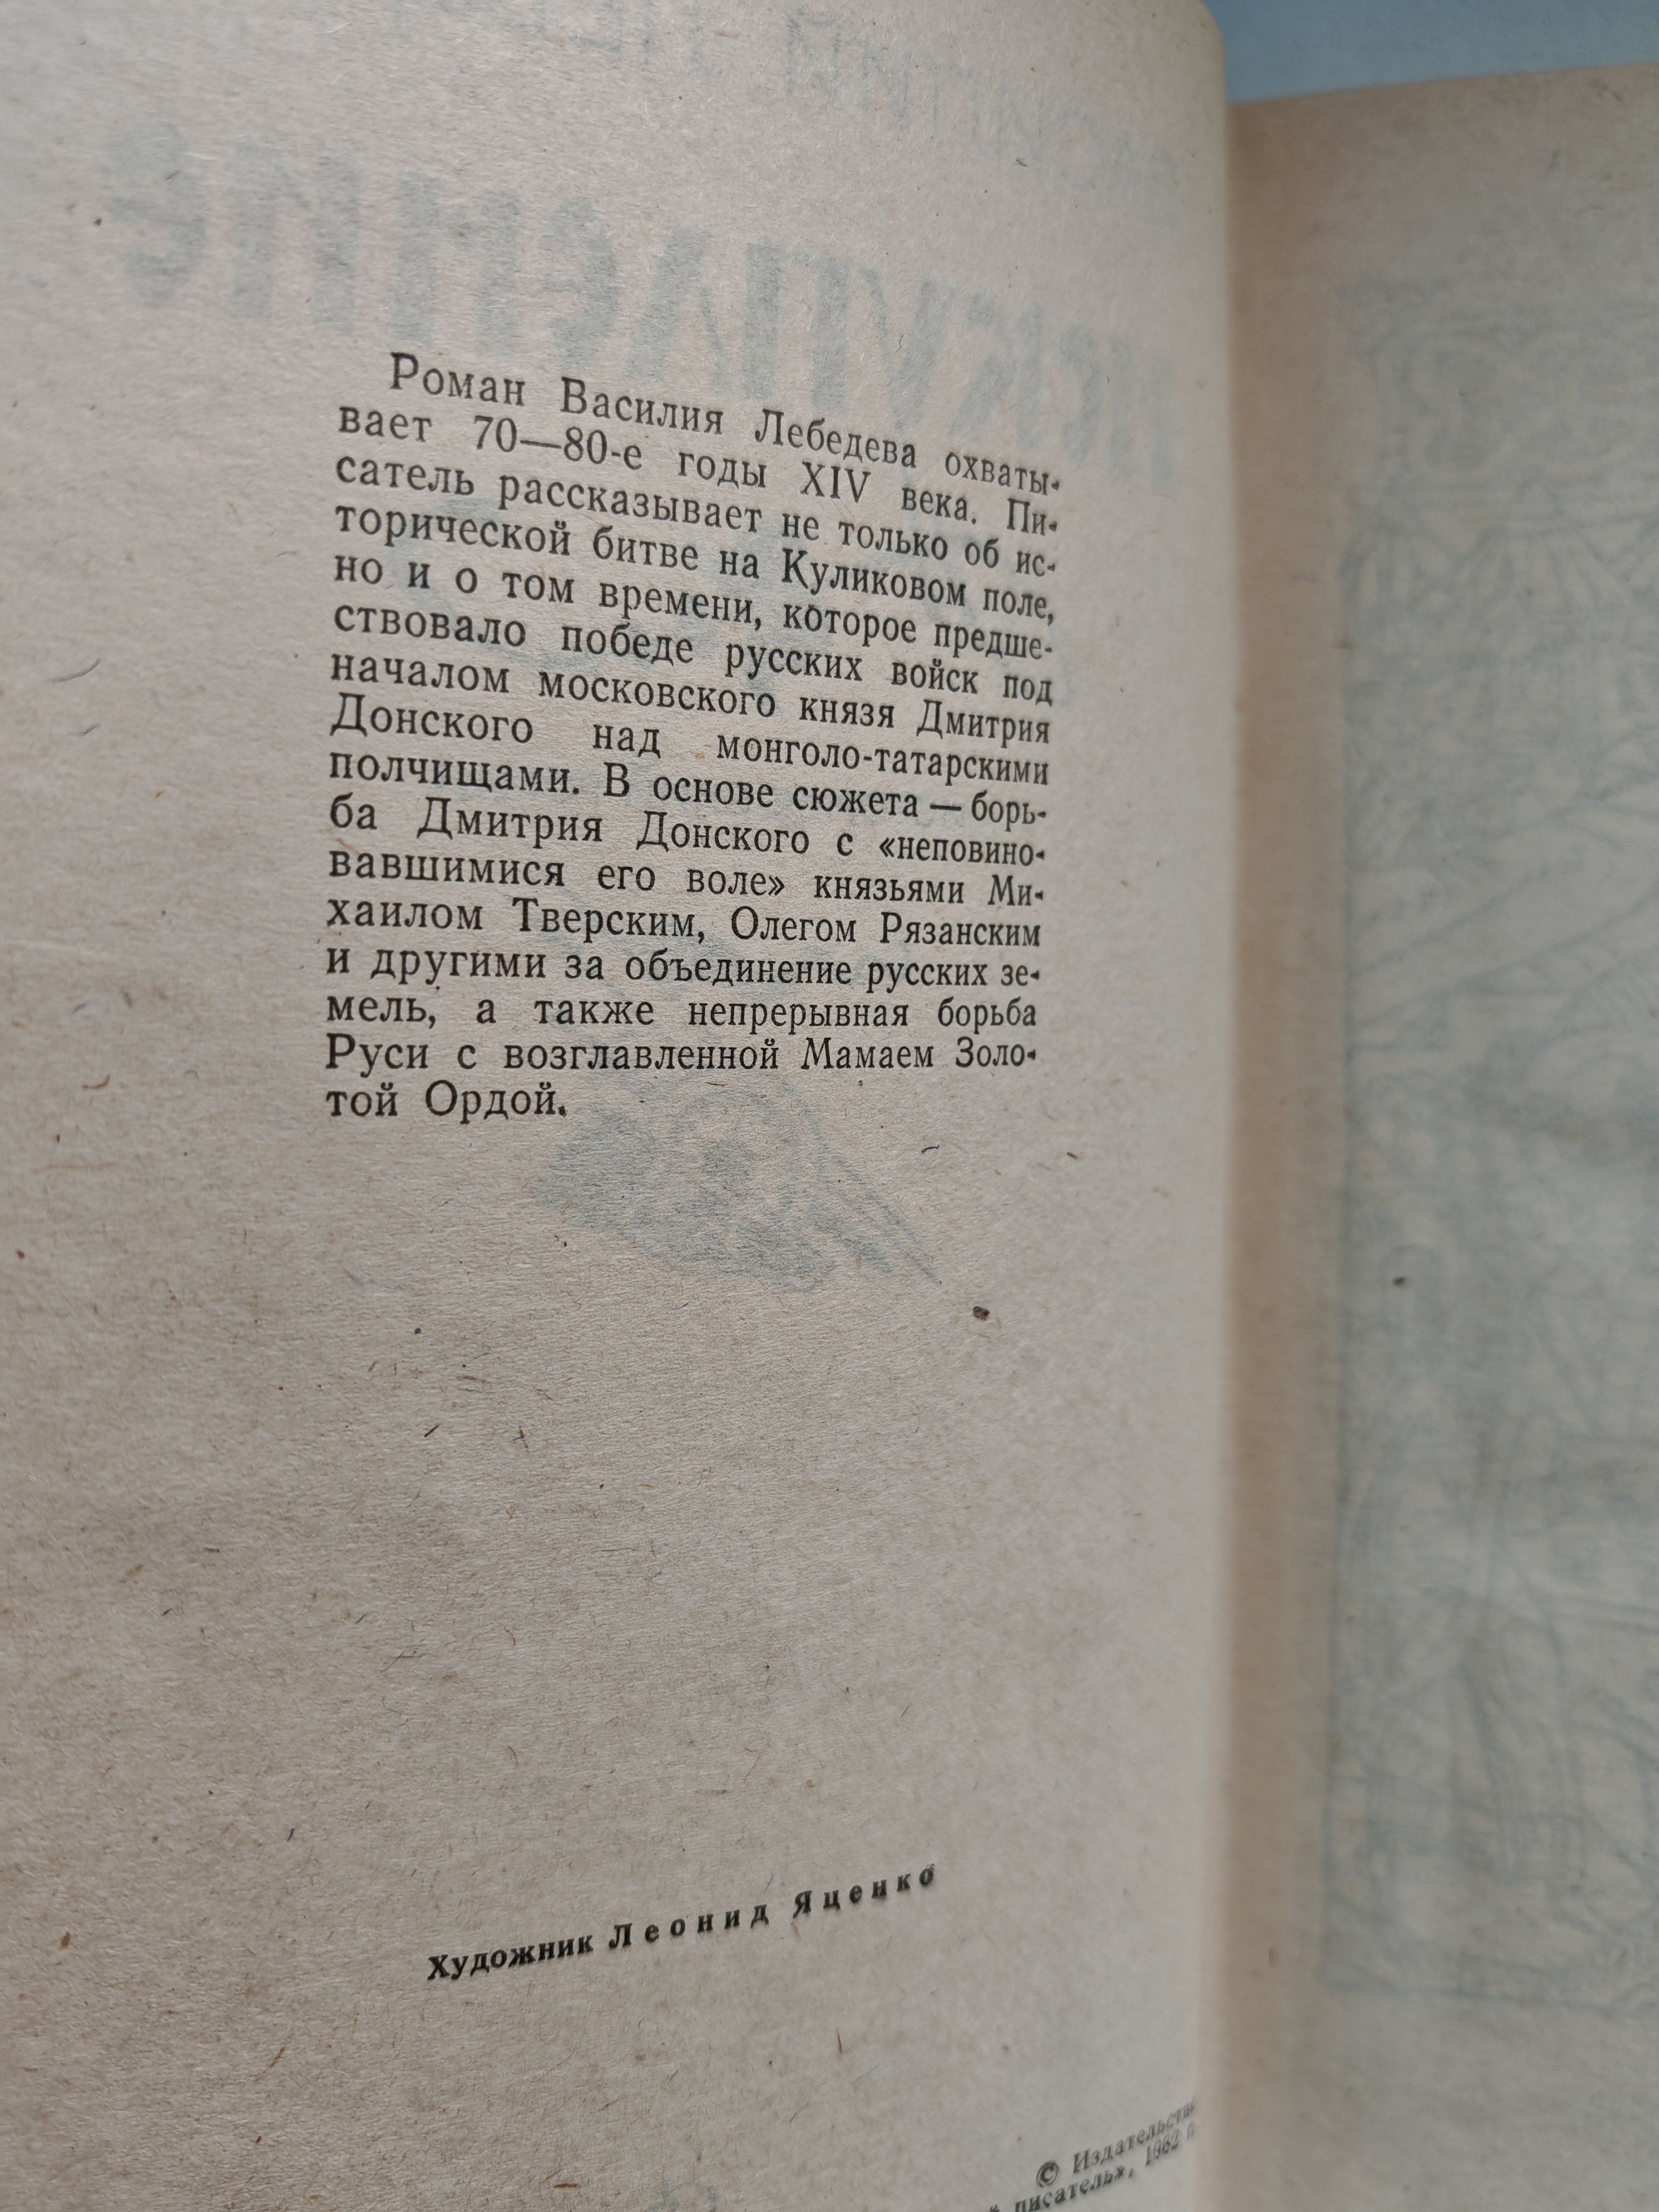 Роман Василия Лебедева охваты-
вает 70—80-е годы XIV века. Пи-
сатель рассказывает не только об ис-
торической битве на Куликовом поле,
но и о том времени, которое предше-
ствовало победе русских войск под
началом московского князя Дмитрия
Донского над монголо-татарскими
полчищами. В основе сюжета — борь-
ба Дмитрия Донского с «неповино-
вавшимися его воле» князьями Ми-
хаилом Тверским, Олегом Рязанским
и другими за объединение русских зе-
мель, а также непрерывная борьба
Руси с возглавленной Мамаем Золо-
той Ордой.
Художник Леонид Яценко
© Издательство
писатель», 1982